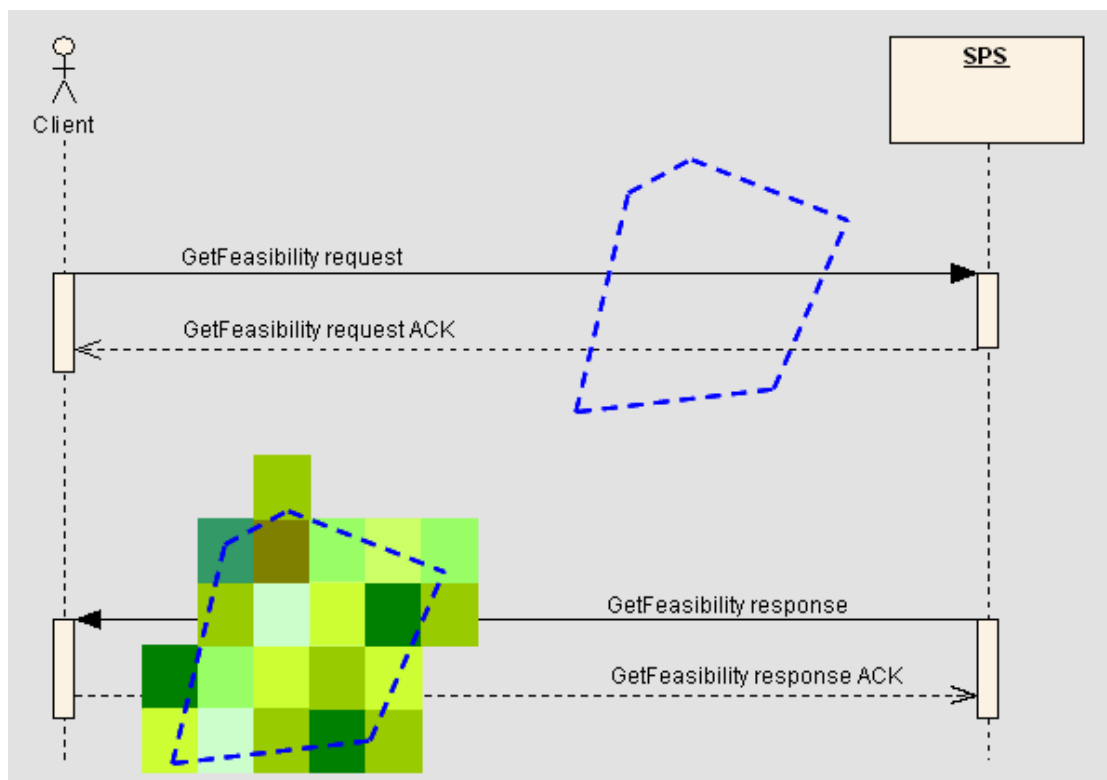 SPS
Client
GetFeasibility request
GetFeasibility request ACK
GetFeasibility response
GetFeasibility response ACK